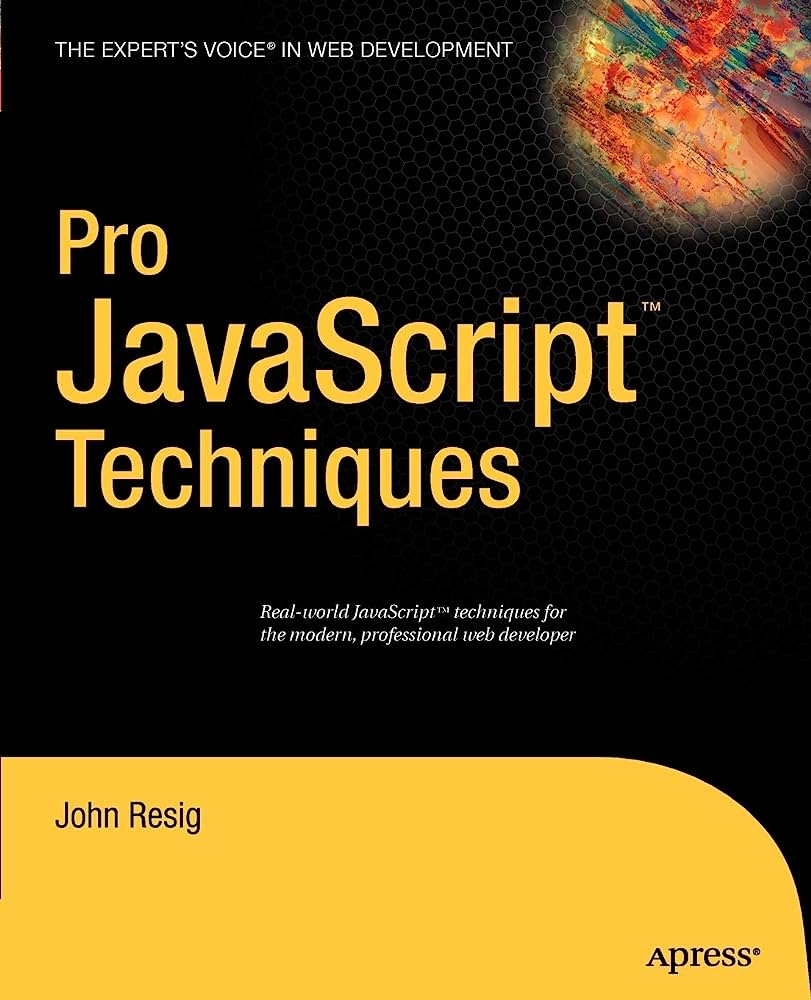 THE EXPERT'S VOICE® IN WEB DEVELOPMENT
Pro
JavaScript™
Techniques
Real-world JavaScript™ techniques for
the modern, professional web developer
John Resig
Apress®